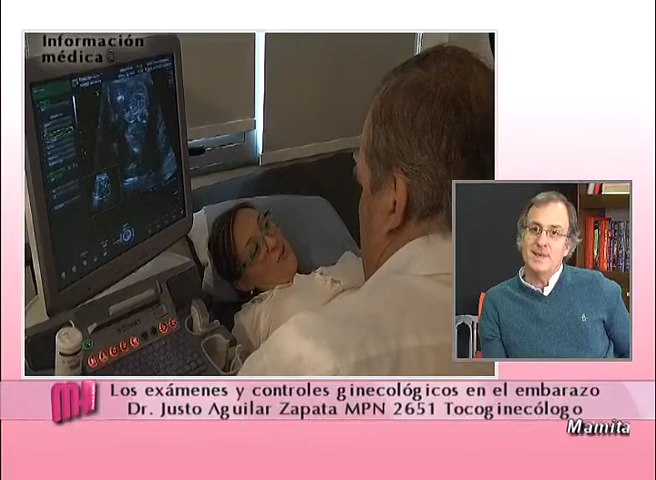 Información
médica
Los exámenes y controles ginecológicos en el embarazo
Dr. Justo Aguilar Zapata MPN 2651 Tocoginecólogo
Mamita